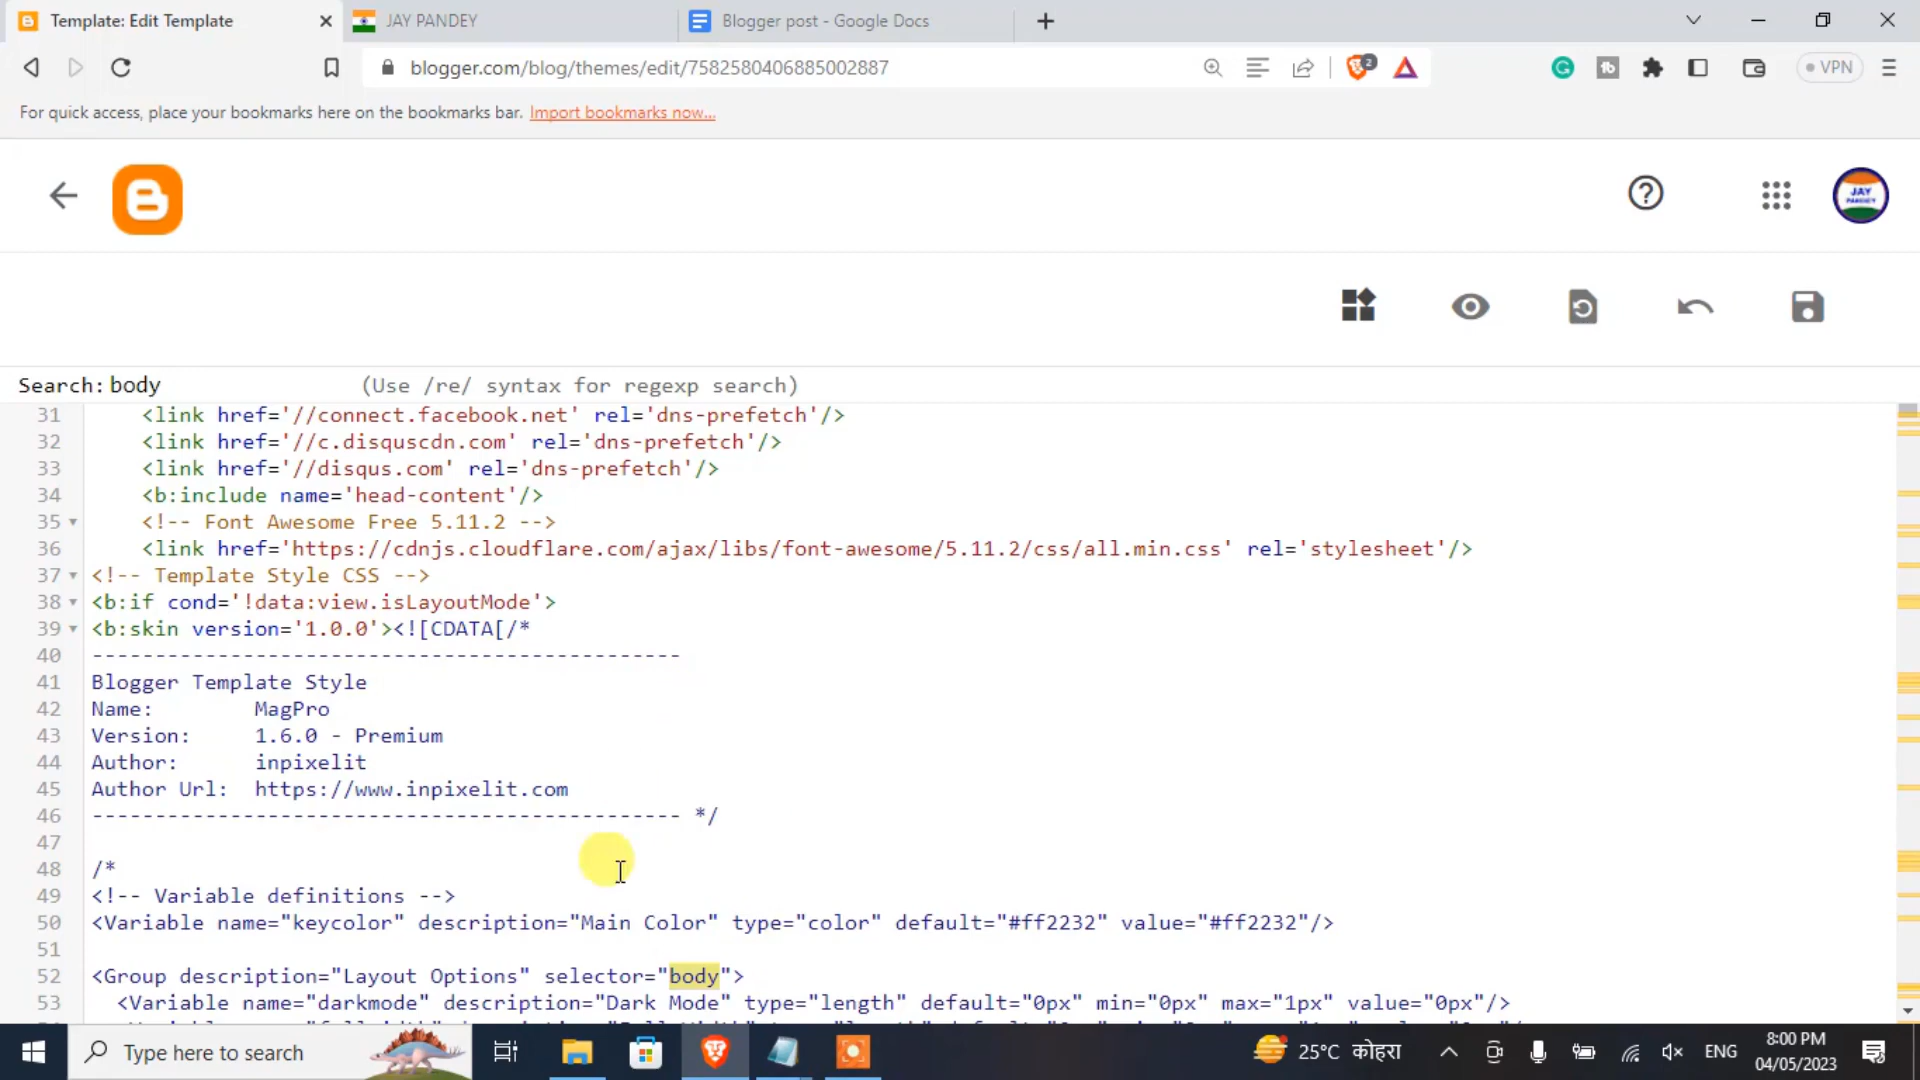 Template: Edit Template
JAY PANDEY
Blogger post - Google Docs
blogger.com/blog/themes/edit/7582580406885002887
2
VPN
For quick access, place your bookmarks here on the bookmarks bar. Import bookmarks now...
JAY
PANDEY
Search: body (Use /re/ syntax for regexp search)
31 <link href='//connect.facebook.net' rel='dns-prefetch'/>
32 <link href='//c.disquscdn.com' rel='dns-prefetch'/>
33 <link href='//disqus.com' rel='dns-prefetch'/>
34 <b:include name='head-content'/>
35 <!-- Font Awesome Free 5.11.2 -->
36 <link href='https://cdnjs.cloudflare.com/ajax/libs/font-awesome/5.11.2/css/all.min.css' rel='stylesheet'/>
37 <!-- Template Style CSS -->
38 <b:if cond='!data:view.isLayoutMode'>
39 <b:skin version='1.0.0'><![CDATA[/*
40 -----------------------------------------------
41 Blogger Template Style
42 Name: MagPro
43 Version: 1.6.0 - Premium
44 Author: inpixelit
45 Author Url: https://www.inpixelit.com
46 ----------------------------------------------- */
47
48 /*
49 <!-- Variable definitions -->
50 <Variable name="keycolor" description="Main Color" type="color" default="#ff2232" value="#ff2232"/>
51
52 <Group description="Layout Options" selector="body">
53 <Variable name="darkmode" description="Dark Mode" type="length" default="0px" min="0px" max="1px" value="0px"/>
Type here to search
25°C कोहरा
ENG
8:00 PM
04/05/2023